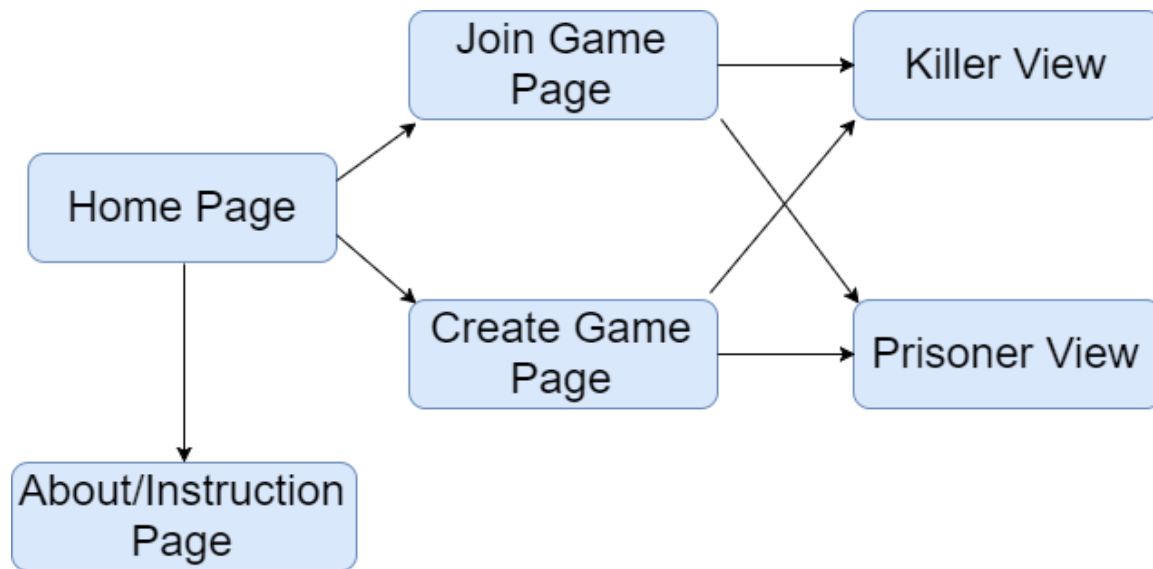 Join Game
Page
Killer View
Home Page
Create Game
Page
Prisoner View
About/Instruction
Page